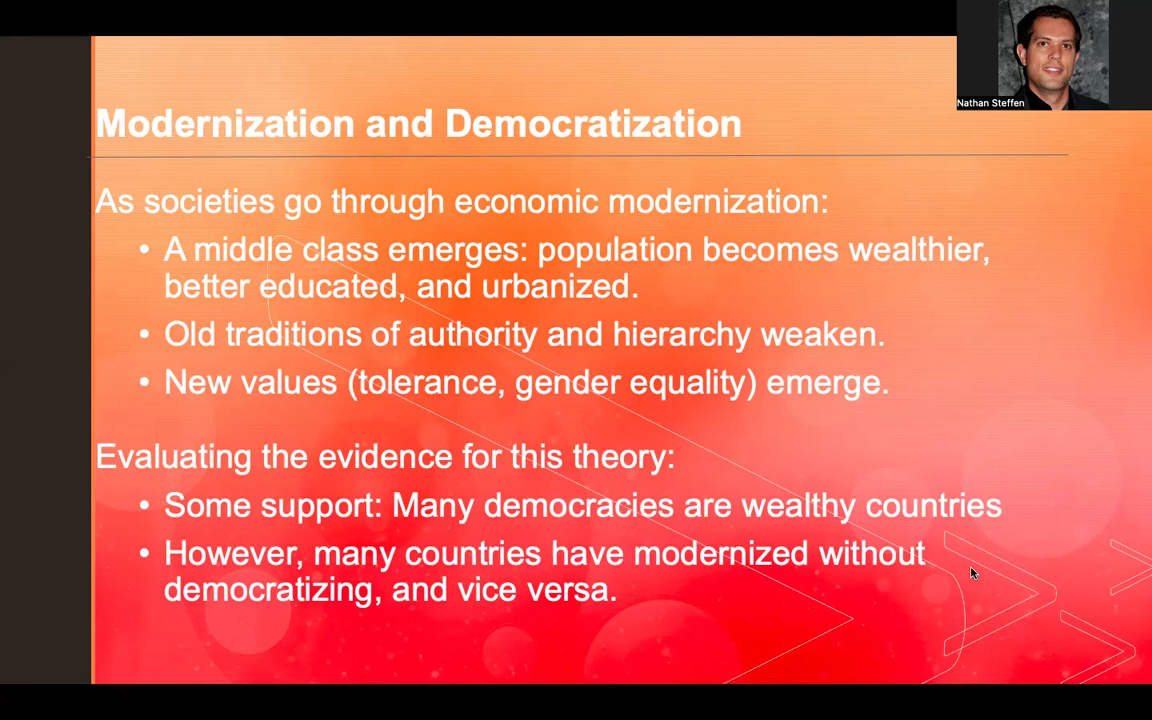 Nathan Steffen
Modernization and Democratization
As societies go through economic modernization:
• A middle class emerges: population becomes wealthier,
better educated, and urbanized.
• Old traditions of authority and hierarchy weaken.
• New values (tolerance, gender equality) emerge.
Evaluating the evidence for this theory:
• Some support: Many democracies are wealthy countries
• However, many countries have modernized without
democratizing, and vice versa.